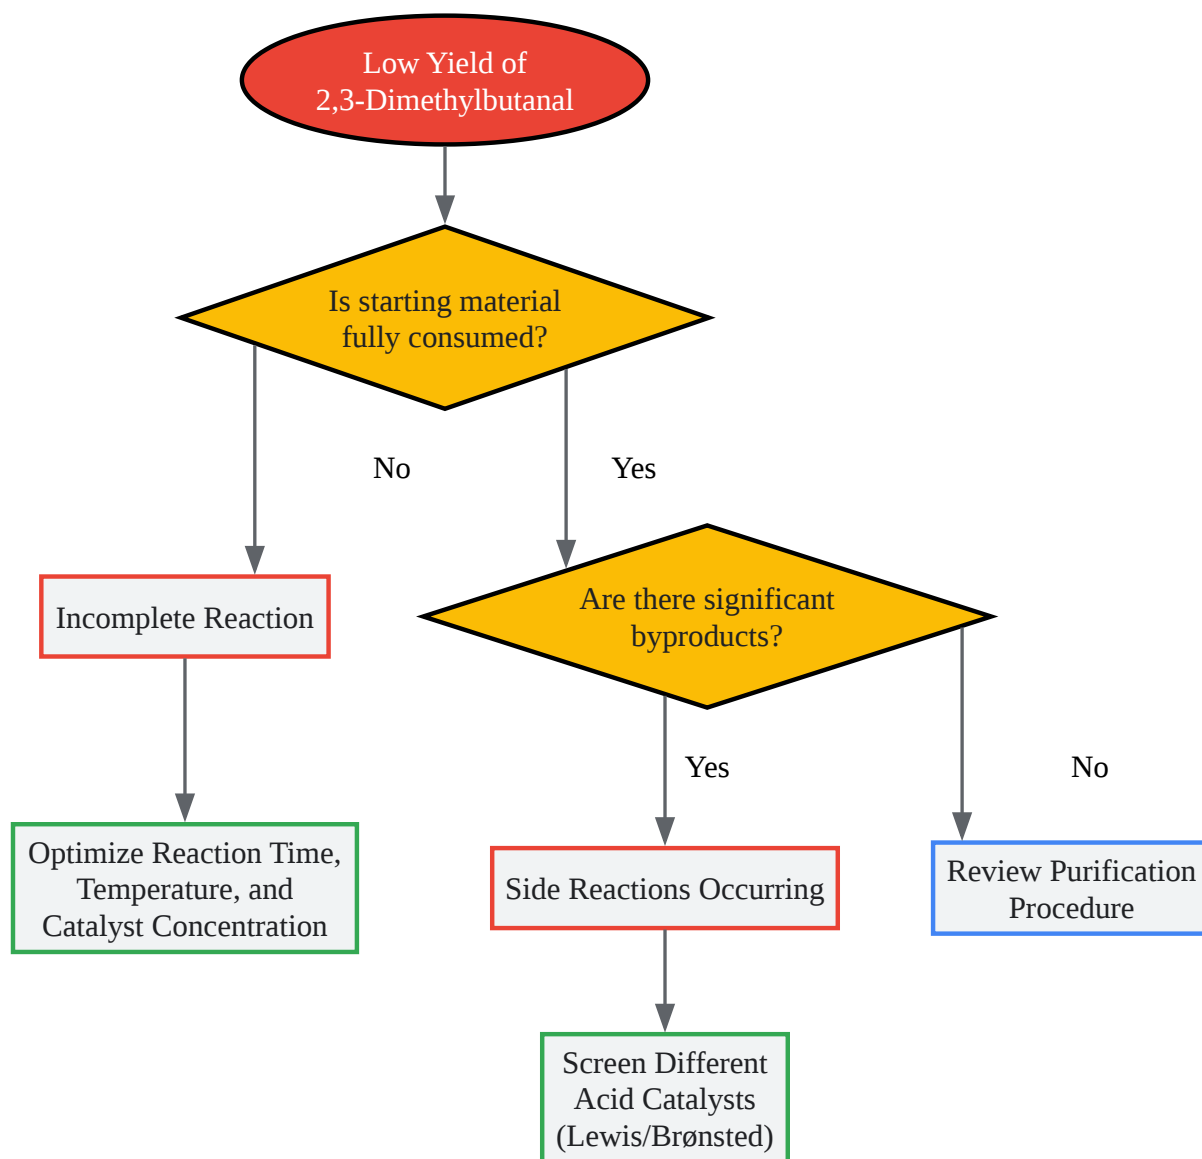 Low Yield of
2,3-Dimethylbutanal
Is starting material
fully consumed?
No
Yes
Incomplete Reaction
Are there significant
byproducts?
Yes
No
Optimize Reaction Time,
Temperature, and
Catalyst Concentration
Side Reactions Occurring
Review Purification
Procedure
Screen Different
Acid Catalysts
(Lewis/Brønsted)